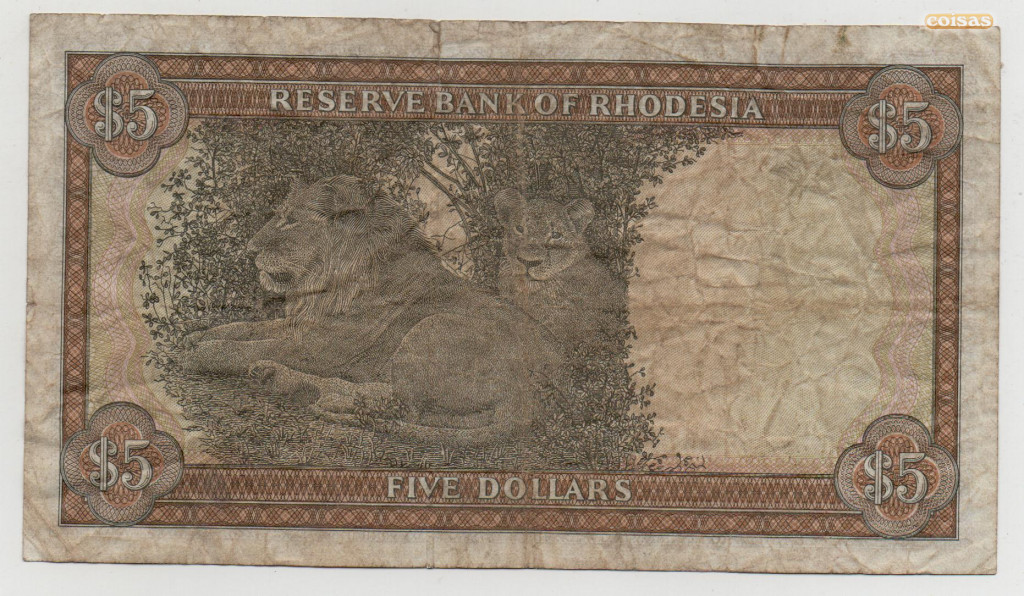 coisas
$5
RESERVE BANK OF RHODESIA
$5
$5
FIVE DOLLARS
$5